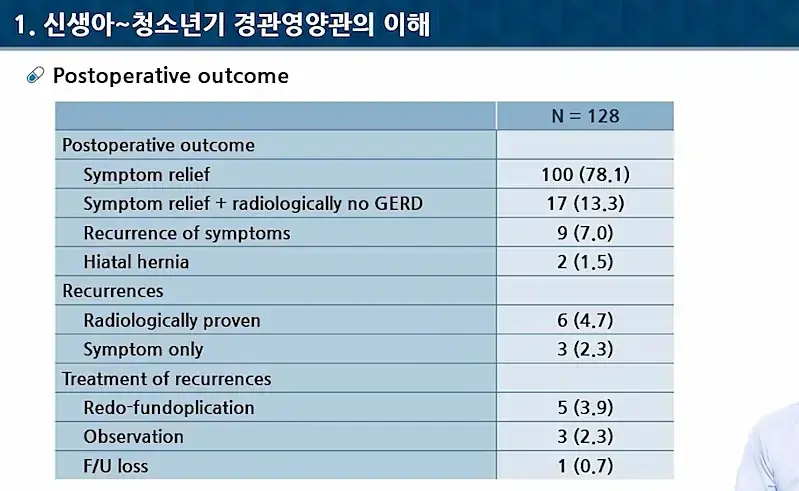 1. 신생아~청소년기 경관영양관의 이해
Postoperative outcome
N = 128
Postoperative outcome
Symptom relief 100 (78.1)
Symptom relief + radiologically no GERD 17 (13.3)
Recurrence of symptoms 9 (7.0)
Hiatal hernia 2 (1.5)
Recurrences
Radiologically proven 6 (4.7)
Symptom only 3 (2.3)
Treatment of recurrences
Redo-fundoplication 5 (3.9)
Observation 3 (2.3)
F/U loss 1 (0.7)